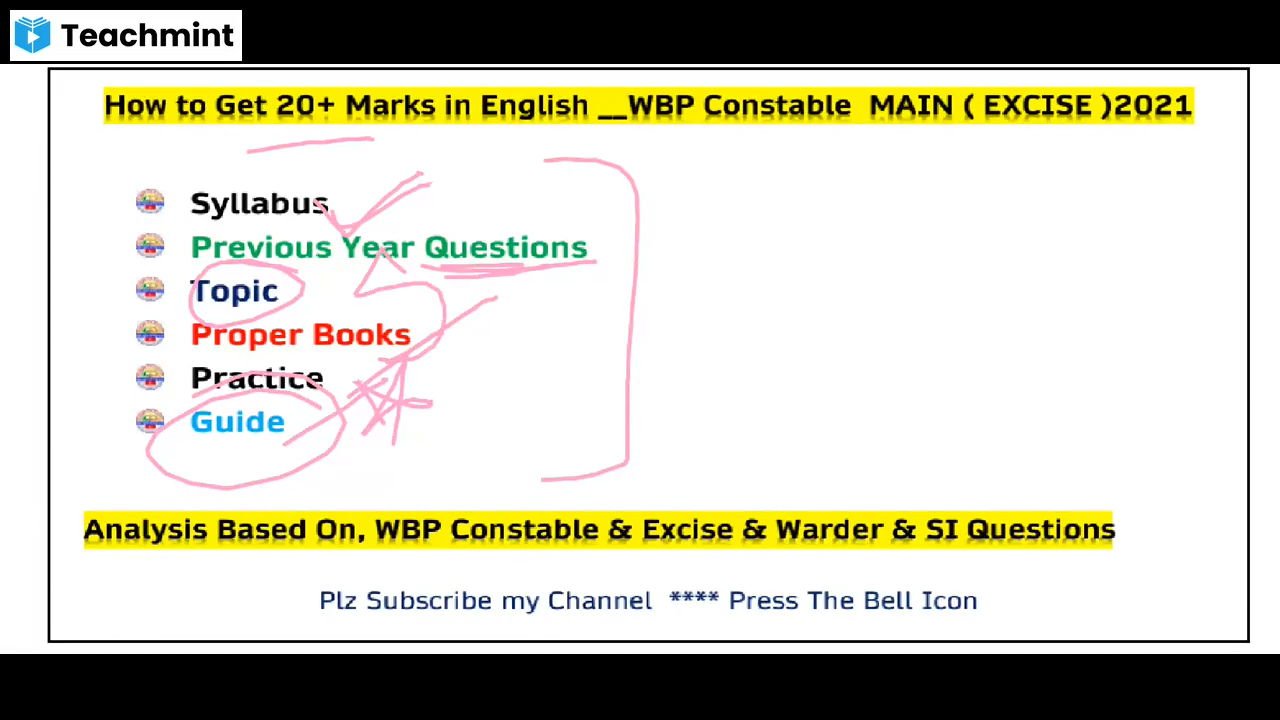 Teachmint
How to Get 20+ Marks in English __WBP Constable MAIN ( EXCISE )2021
Syllabus
Previous Year Questions
Topic
Proper Books
Practice
Guide
Analysis Based On, WBP Constable & Excise & Warder & SI Questions
Plz Subscribe my Channel **** Press The Bell Icon